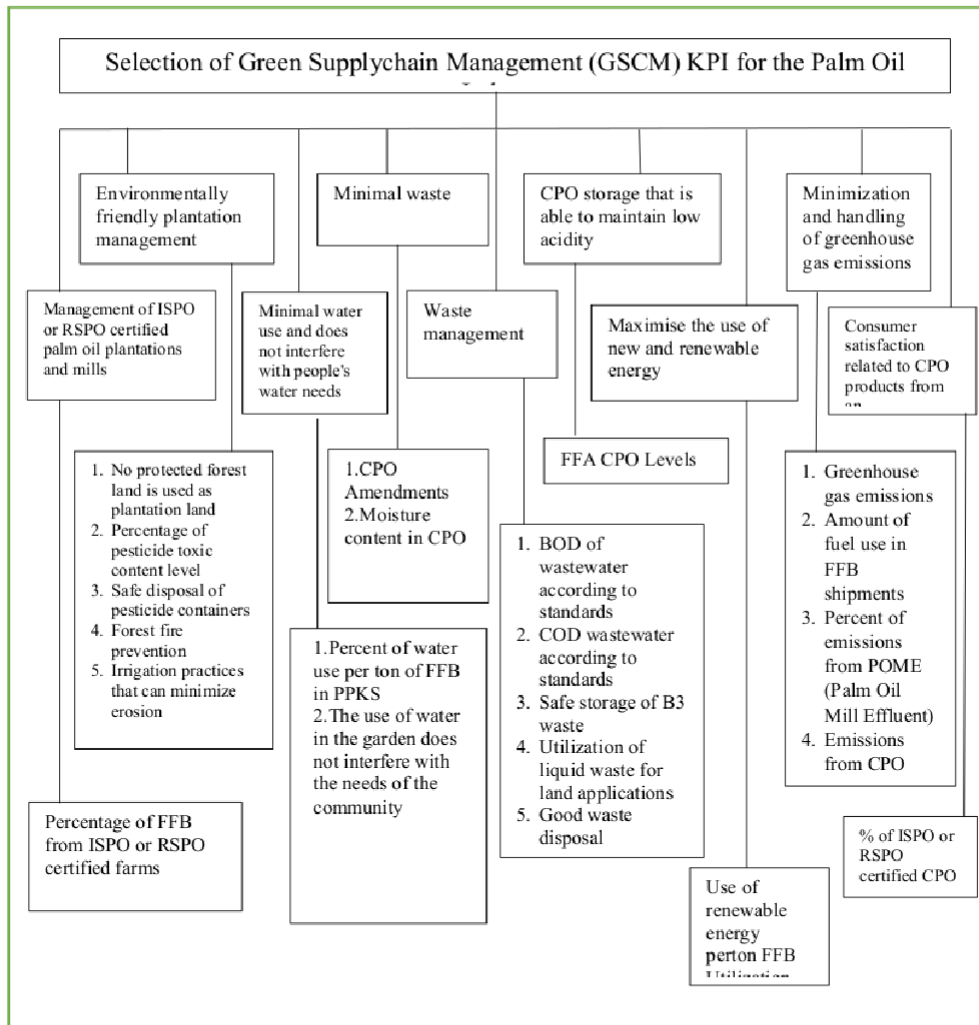 Selection of Green Supplychain Management (GSCM) KPI for the Palm Oil
Environmentally
friendly plantation
management
Minimal waste
CPO storage that is
able to maintain low
acidity
Minimization
and handling
of greenhouse
gas emissions
Management of ISPO
or RSPO certified
palm oil plantations
and mills
Minimal water
use and does
not interfere
with people's
water needs
Waste
management
Maximise the use of
new and renewable
energy
Consumer
satisfaction
related to CPO
products from
1. No protected forest
land is used as
plantation land
2. Percentage of
pesticide toxic
content level
3. Safe disposal of
pesticide containers
4. Forest fire
prevention
5. Irrigation practices
that can minimize
erosion
1.CPO
Amendments
2.Moisture
content in CPO
FFA CPO Levels
1. Greenhouse
gas emissions
2. Amount of
fuel use in
FFB
shipments
3. Percent of
emissions
from POME
(Palm Oil
Mill Effluent)
4. Emissions
from CPO
1. BOD of
wastewater
according to
standards
2. COD wastewater
according to
standards
3. Safe storage of B3
waste
4. Utilization of
liquid waste for
land applications
5. Good waste
disposal
1.Percent of water
use per ton of FFB
in PPKS
2.The use of water
in the garden does
not interfere with
the needs of the
community
Percentage of FFB
from ISPO or RSPO
certified farms
% of ISPO or
RSPO
certified CPO
Use of
renewable
energy
perton FFB
Utilization